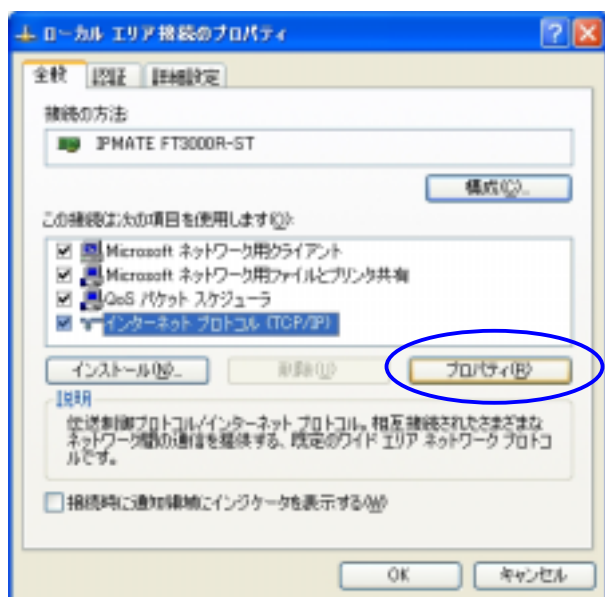 ローカル エリア接続のプロパティ
全般 認証 詳細設定
接続の方法:
IPMATE FT3000R-ST
構成(C)...
この接続は次の項目を使用します(O):
Microsoft ネットワーク用クライアント
Microsoft ネットワーク用ファイルとプリンタ共有
QoS パケット スケジューラ
インターネット プロトコル (TCP/IP)
インストール(N)... 削除(U) プロパティ(R)
説明
伝送制御プロトコル/インターネット プロトコル。相互接続されたさまざまな
ネットワーク間の通信を提供する、既定のワイド エリア ネットワーク プロトコ
ルです。
接続時に通知領域にインジケータを表示する(W)
OK キャンセル